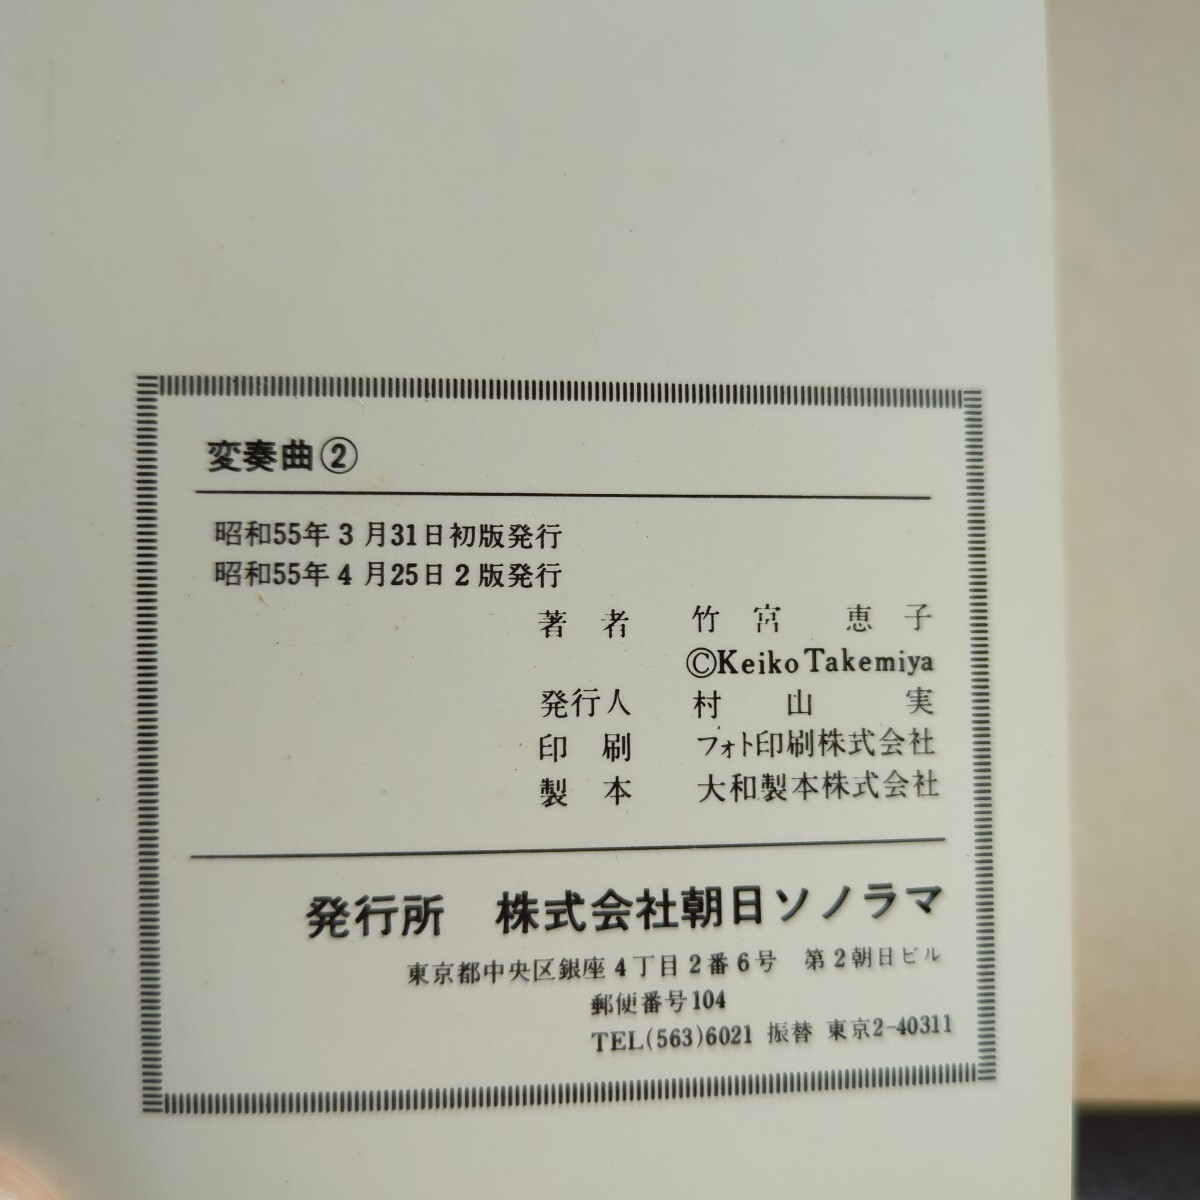 変奏曲②
昭和55年3月31日初版発行
昭和55年4月25日2版発行
著者 竹宮恵子
©Keiko Takemiya
発行人 村山実
印刷 フォト印刷株式会社
製本 大和製本株式会社
発行所 株式会社朝日ソノラマ
東京都中央区銀座4丁目2番6号 第2朝日ビル
郵便番号104
TEL(563)6021 振替 東京2-40311